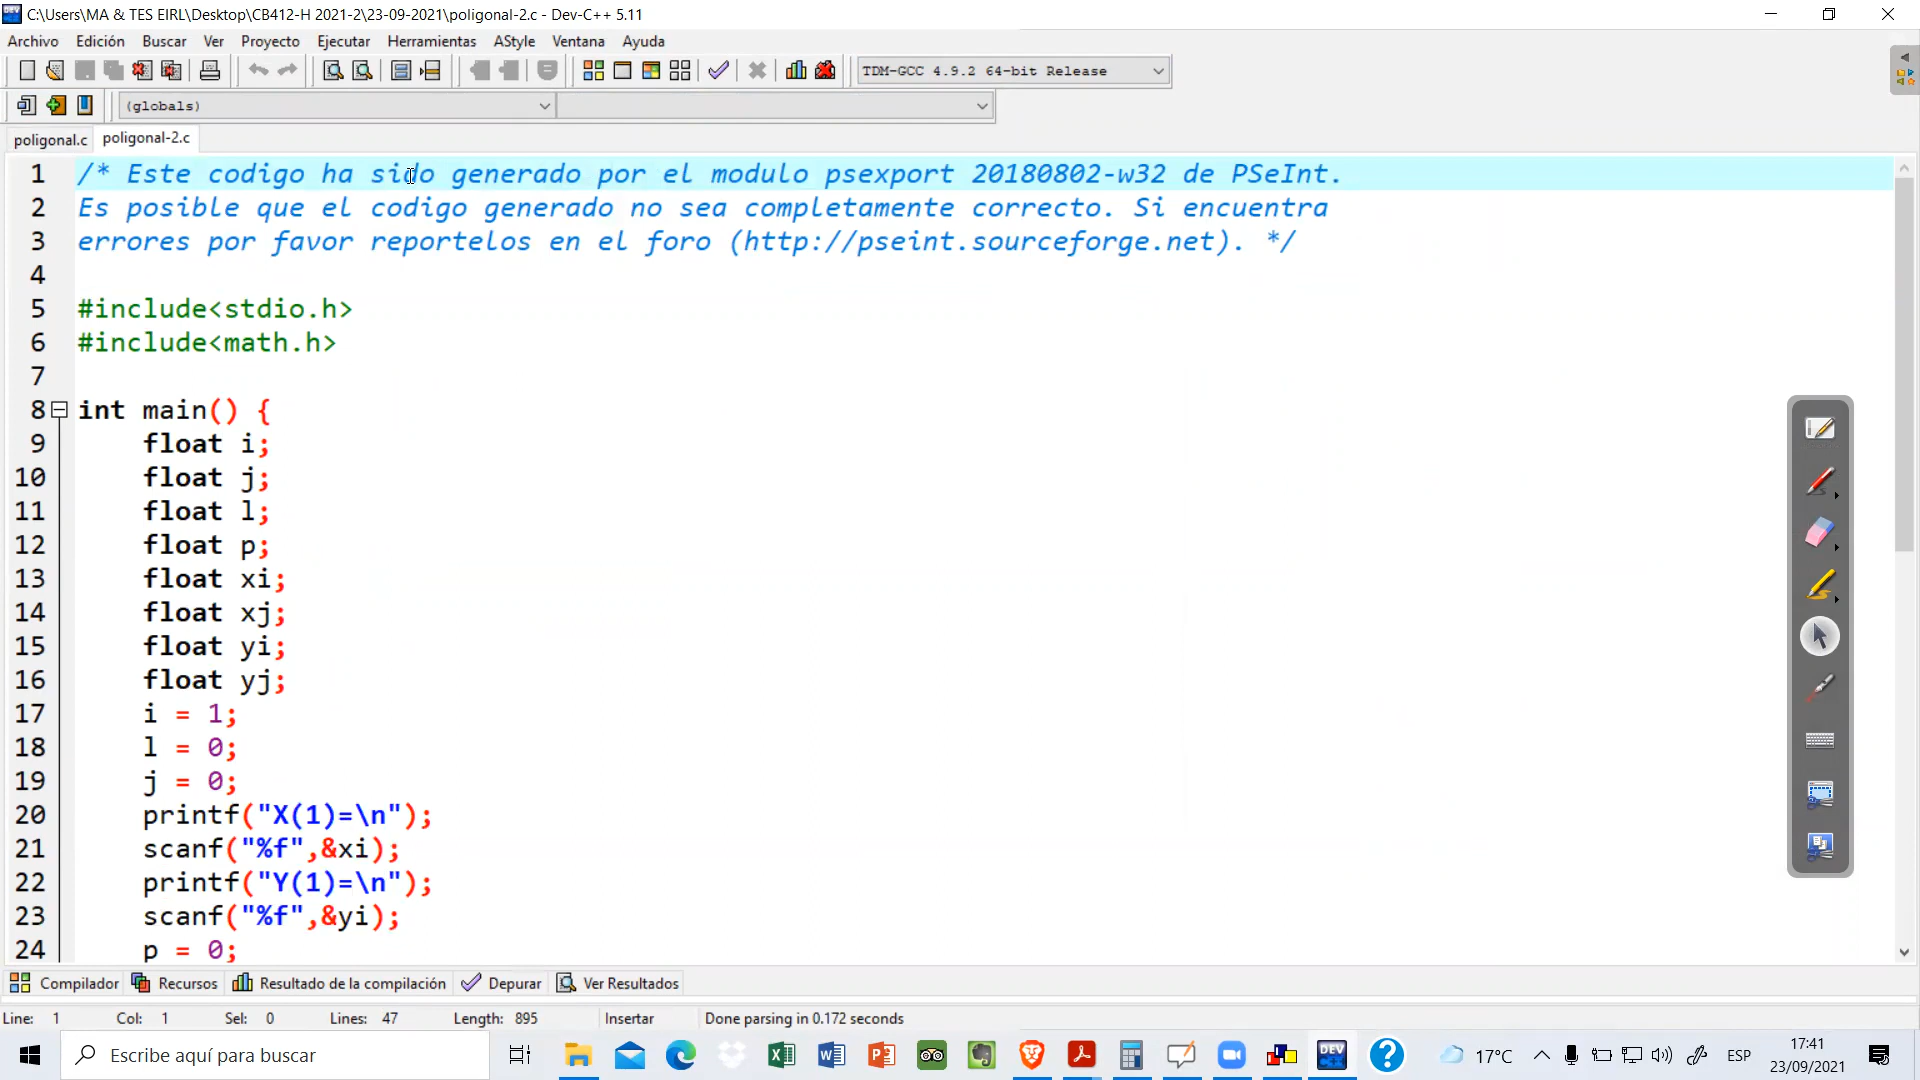 C:\Users\MA & TES EIRL\Desktop\CB412-H 2021-2\23-09-2021\poligonal-2.c - Dev-C++ 5.11
Archivo Edición Buscar Ver Proyecto Ejecutar Herramientas AStyle Ventana Ayuda
TDM-GCC 4.9.2 64-bit Release
(globals)
poligonal.c poligonal-2.c
1 /* Este codigo ha sido generado por el modulo psexport 20180802-w32 de PSeInt.
2 Es posible que el codigo generado no sea completamente correcto. Si encuentra
3 errores por favor reportelos en el foro (http://pseint.sourceforge.net). */
4
5 #include<stdio.h>
6 #include<math.h>
7
8 int main() {
9 float i;
10 float j;
11 float l;
12 float p;
13 float xi;
14 float xj;
15 float yi;
16 float yj;
17 i = 1;
18 l = 0;
19 j = 0;
20 printf("X(1)=\n");
21 scanf("%f",&xi);
22 printf("Y(1)=\n");
23 scanf("%f",&yi);
24 p = 0;
Compilador Recursos Resultado de la compilación Depurar Ver Resultados
Line: 1 Col: 1 Sel: 0 Lines: 47 Length: 895 Insertar Done parsing in 0.172 seconds
Escribe aquí para buscar
DEV C++
17°C
ESP
17:41
23/09/2021